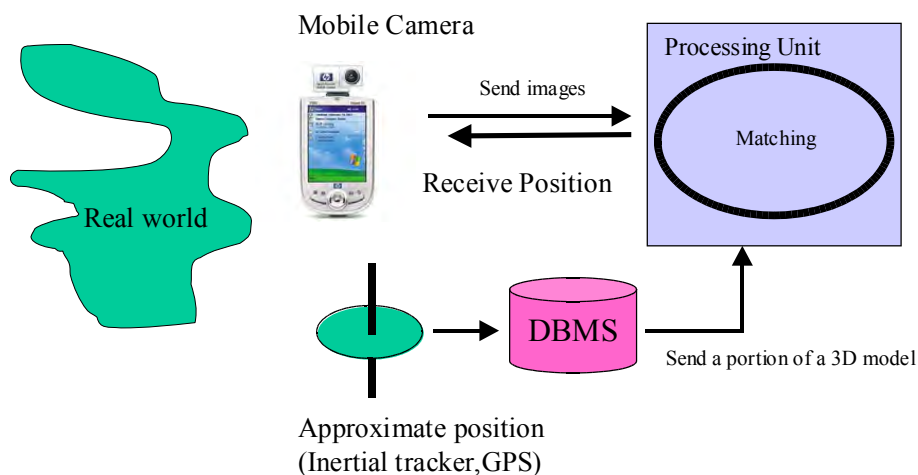 Mobile Camera
Processing Unit
Send images
Matching
Receive Position
Real world
DBMS
Send a portion of a 3D model
Approximate position
(Inertial tracker,GPS)